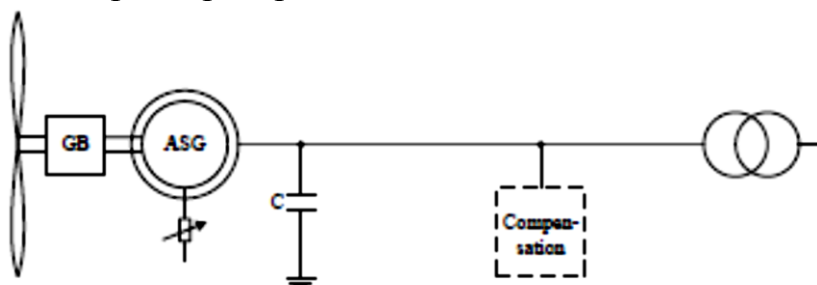 GB
ASG
C
Compen-
sation